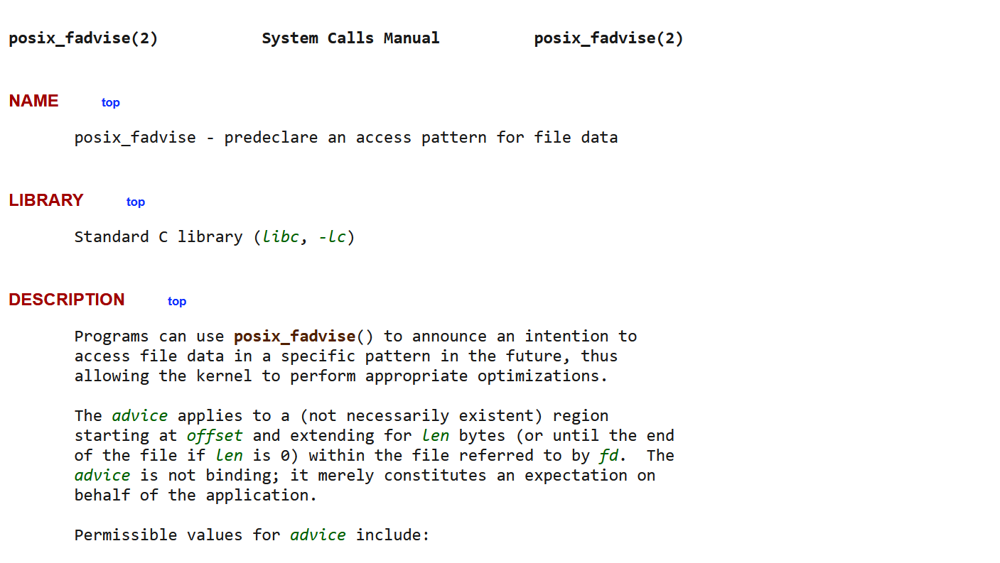 posix_fadvise(2) System Calls Manual posix_fadvise(2)
NAME top
posix_fadvise - predeclare an access pattern for file data
LIBRARY top
Standard C library (libc, -lc)
DESCRIPTION top
Programs can use posix_fadvise() to announce an intention to
access file data in a specific pattern in the future, thus
allowing the kernel to perform appropriate optimizations.
The advice applies to a (not necessarily existent) region
starting at offset and extending for len bytes (or until the end
of the file if len is 0) within the file referred to by fd.  The
advice is not binding; it merely constitutes an expectation on
behalf of the application.
Permissible values for advice include: